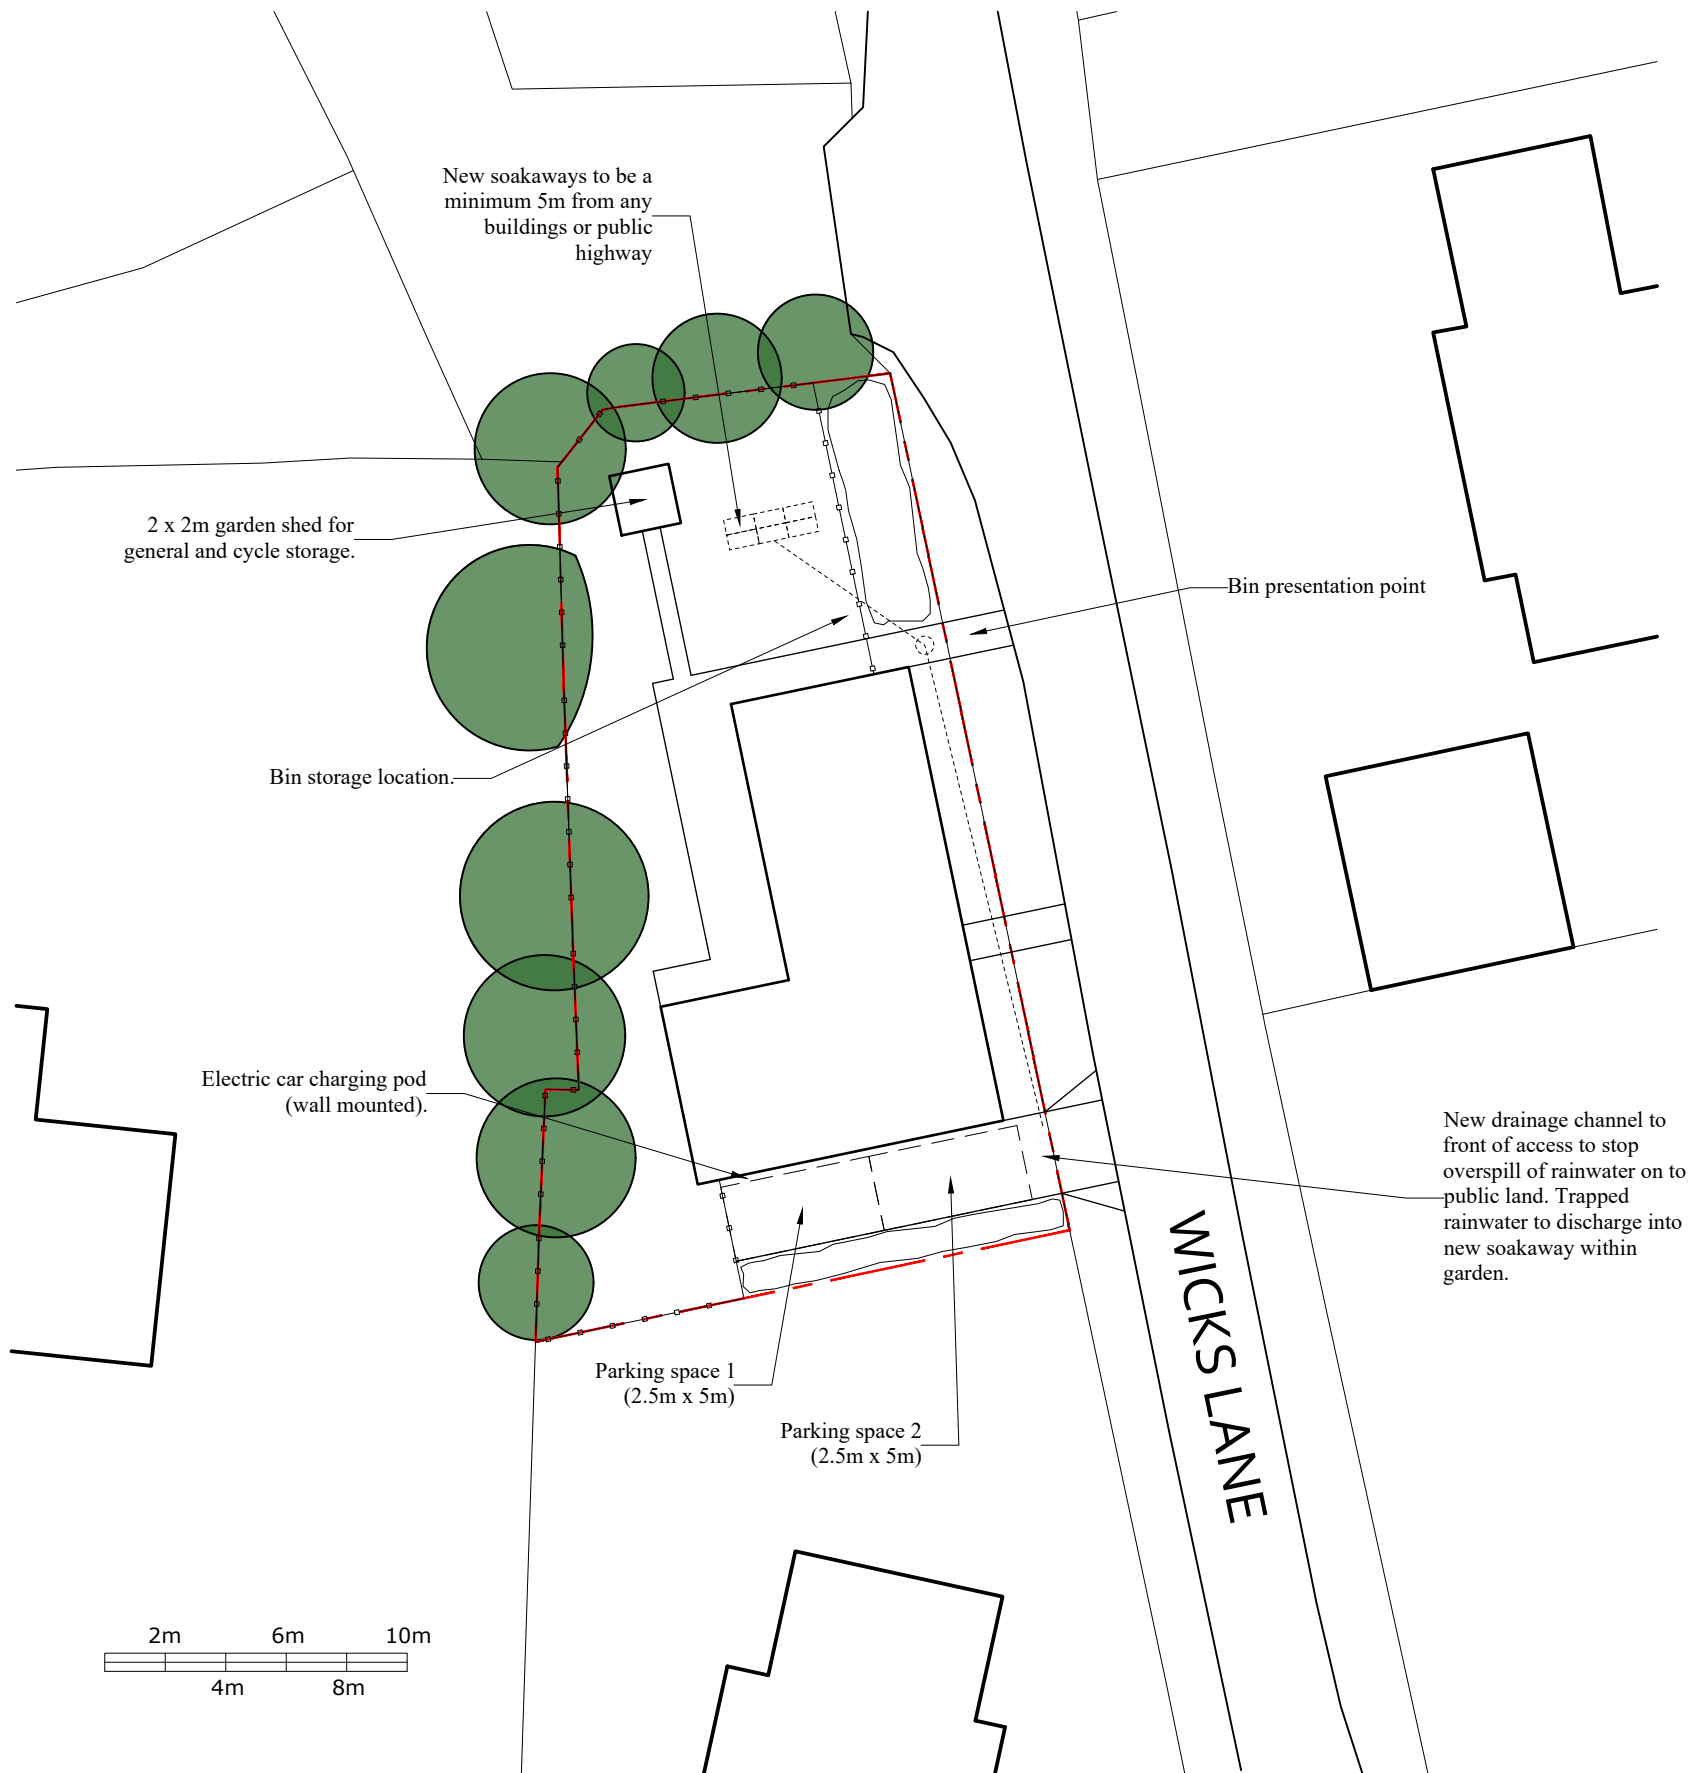 New soakaways to be a
minimum 5m from any
buildings or public
highway
2 x 2m garden shed for
general and cycle storage.
Bin presentation point
Bin storage location.
Electric car charging pod
(wall mounted).
New drainage channel to
front of access to stop
overspill of rainwater on to
public land. Trapped
rainwater to discharge into
new soakaway within
garden.
WICKS LANE
Parking space 1
(2.5m x 5m)
Parking space 2
(2.5m x 5m)
2m 6m 10m
4m 8m